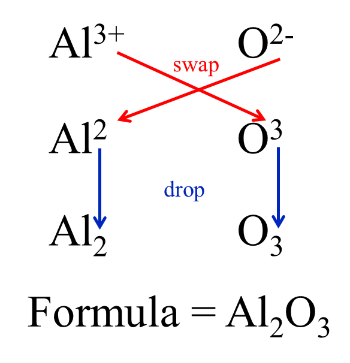 Al³⁺ O²⁻
swap
Al² O³
drop
Al₂ O₃
Formula = Al₂O₃